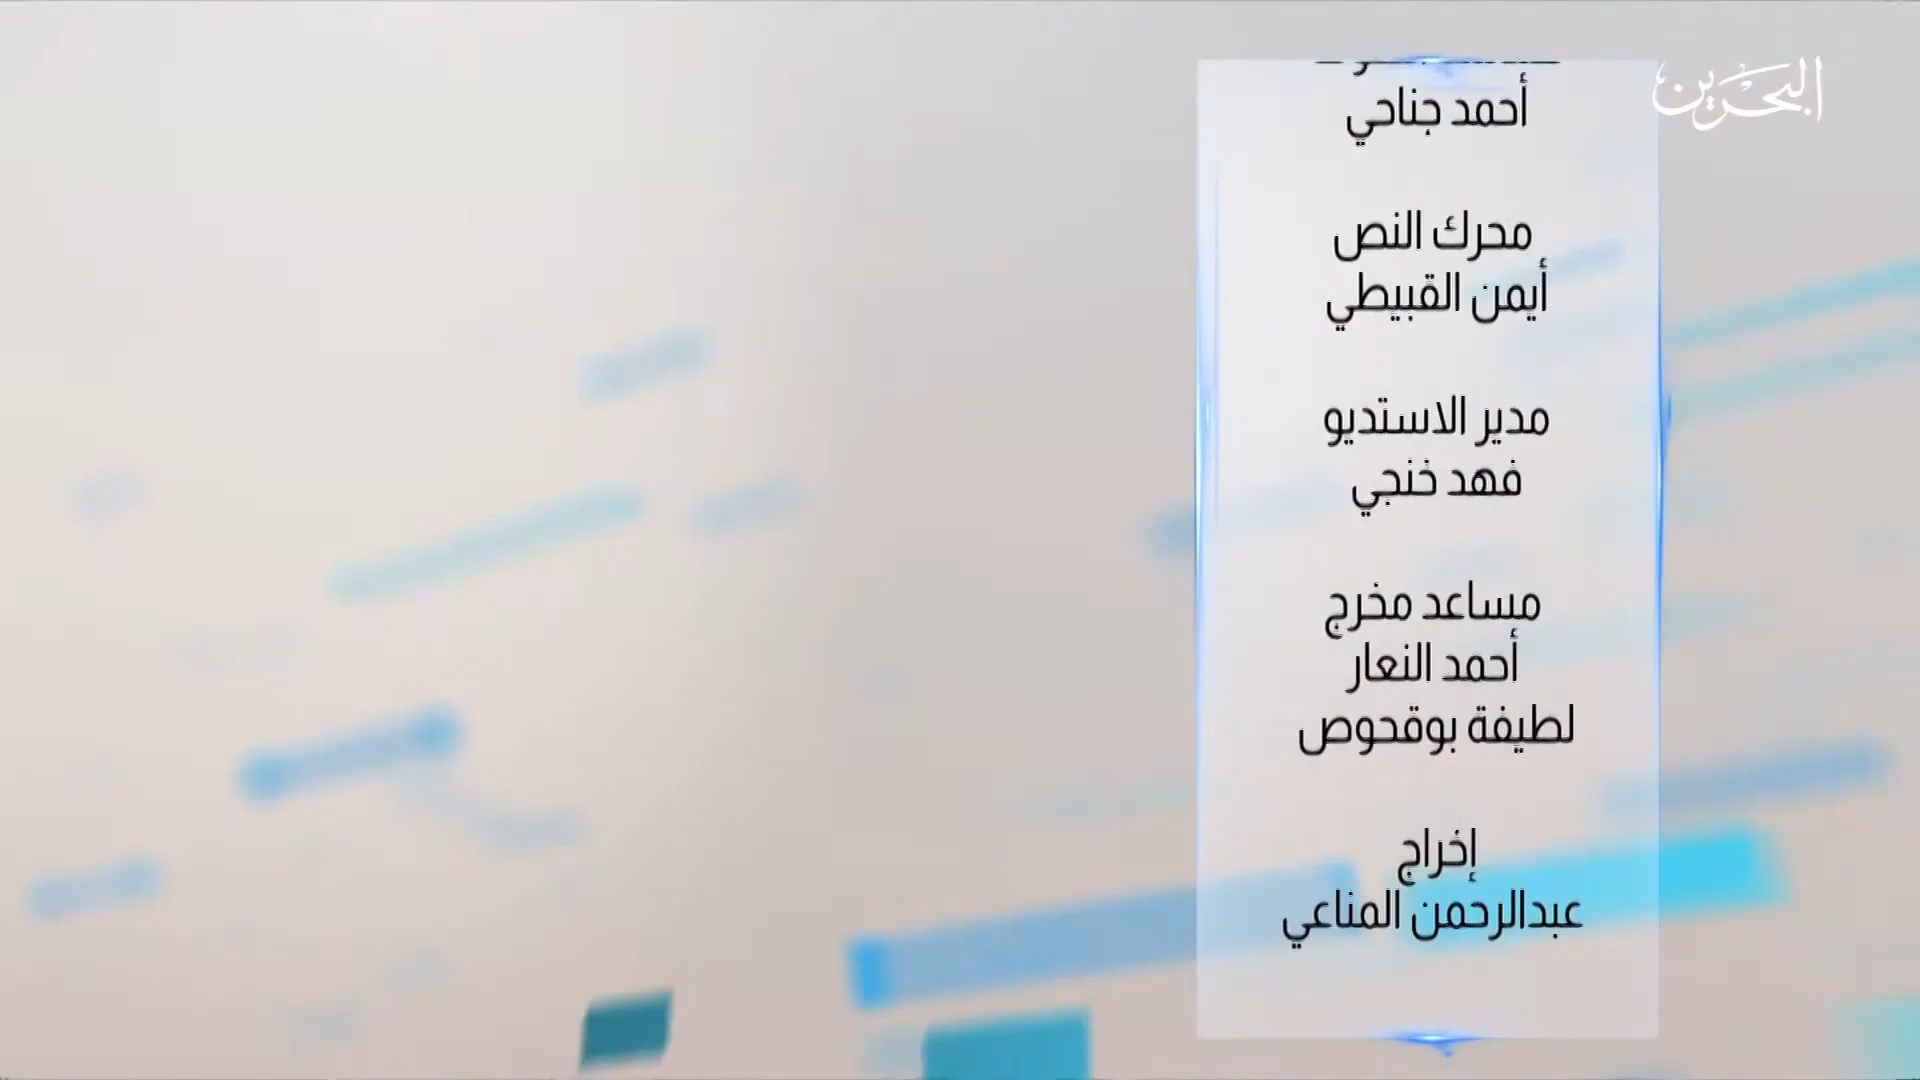 البحرين
أحمد جناحي
محرك النص
أيمن القبيطي
مدير الاستديو
فهد خنجي
مساعد مخرج
أحمد النعار
لطيفة بوقحوص
إخراج
عبدالرحمن المناعي